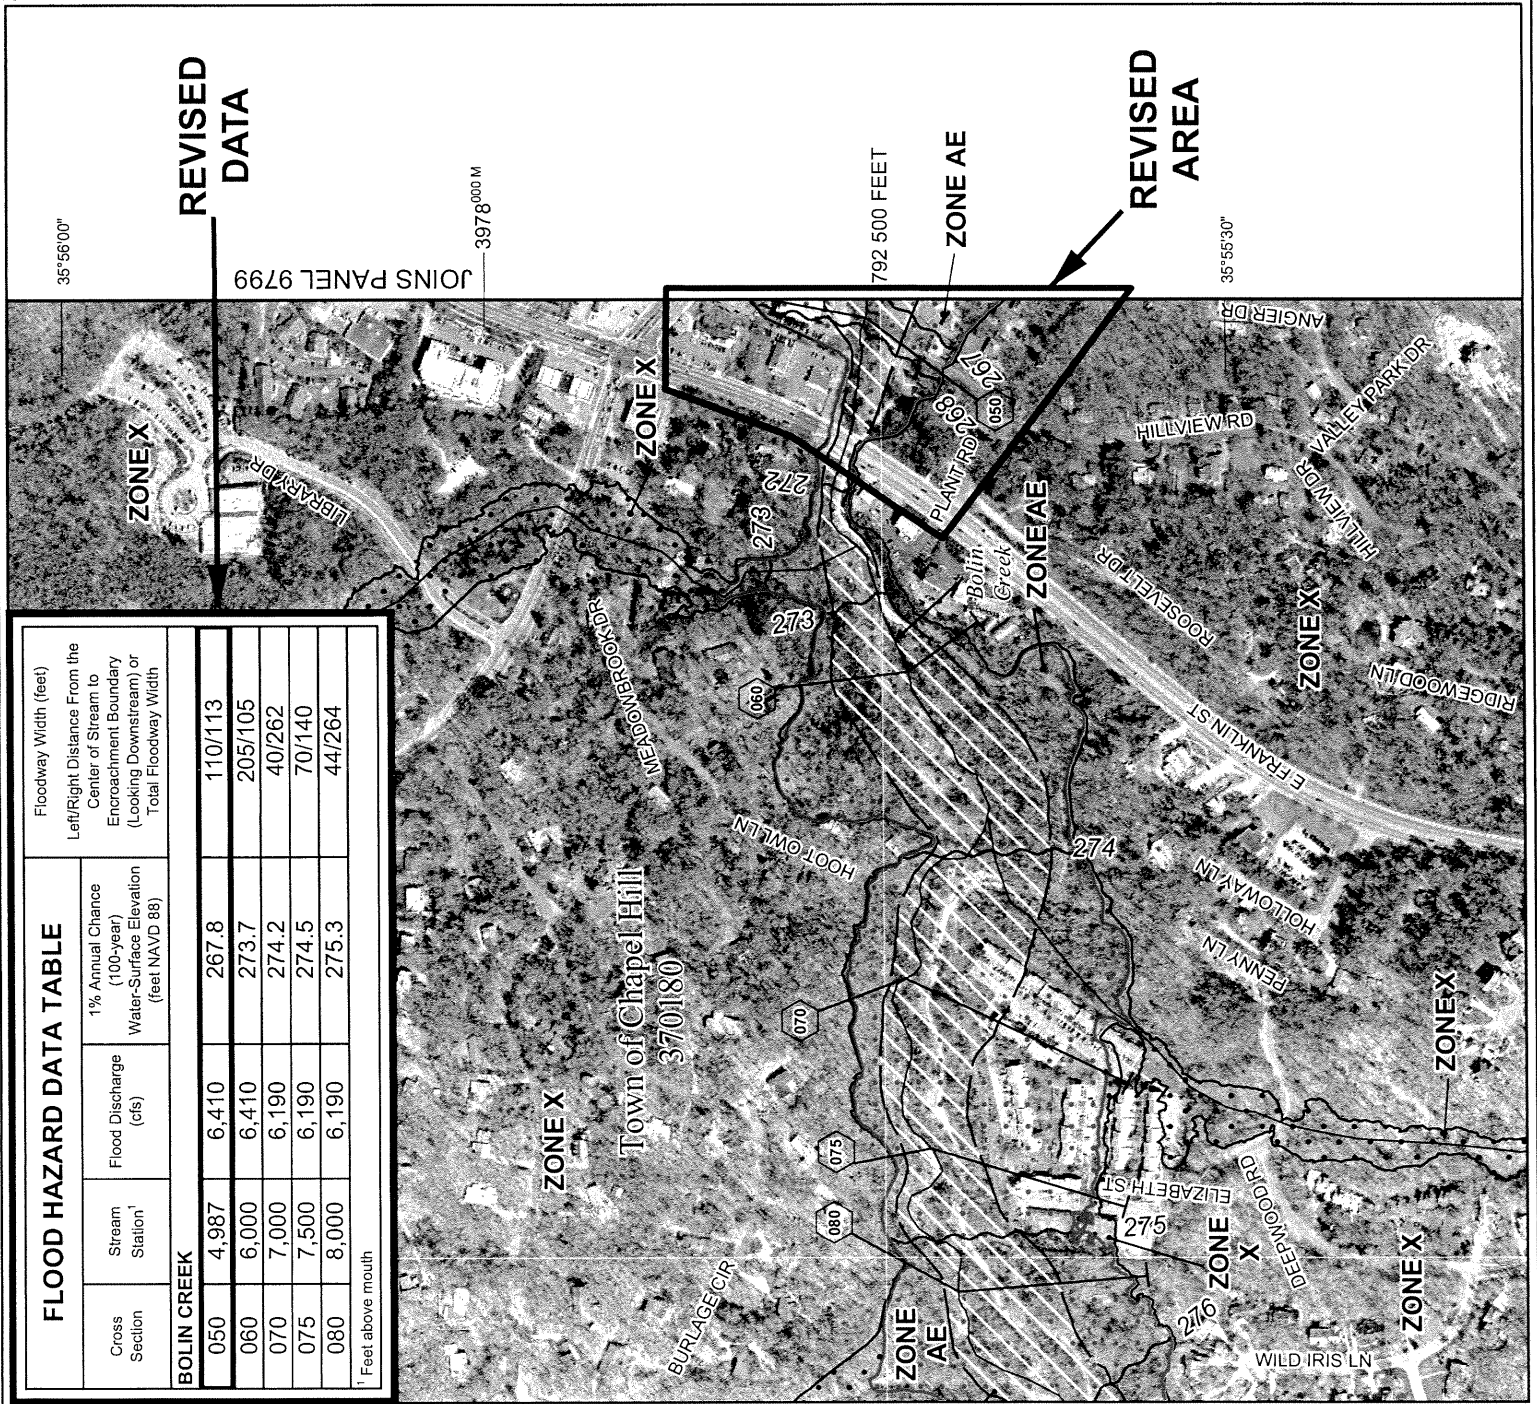 FLOOD HAZARD DATA TABLE
Cross Section
Stream Station¹
Flood Discharge (cfs)
1% Annual Chance (100-year) Water-Surface Elevation (feet NAVD 88)
Floodway Width (feet)
Left/Right Distance From the Center of Stream to Encroachment Boundary (Looking Downstream) or Total Floodway Width
BOLIN CREEK
050 4,987 6,410 267.8 110/113
060 6,000 6,410 273.7 205/105
070 7,000 6,190 274.2 40/262
075 7,500 6,190 274.5 70/140
080 8,000 6,190 275.3 44/264
¹ Feet above mouth
REVISED
DATA
35°56'00"
JOINS PANEL 9799
3978⁰⁰⁰ M
792 500 FEET
ZONE AE
REVISED
AREA
35°55'30"
ZONE X
LIBRARY DR
ZONE X
272
273
273
MEADOWBROOK DR
060
HOOT OWL LN
Town of Chapel Hill
370180
ZONE X
070
075
080
BURLAGE CIR
ZONE
AE
267
268
050
PLANT RD
Bolin
Creek
ZONE AE
ROOSEVELT DR
E FRANKLIN ST
ANGIER DR
VALLEY PARK DR
HILLVIEW RD
HILLVIEW DR
ZONE X
RIDGEWOOD LN
274
HOLLOWAY LN
PENNY LN
ZONE X
ELIZABETH ST
275
DEEPWOOD RD
ZONE
X
276
ZONE X
WILD IRIS LN